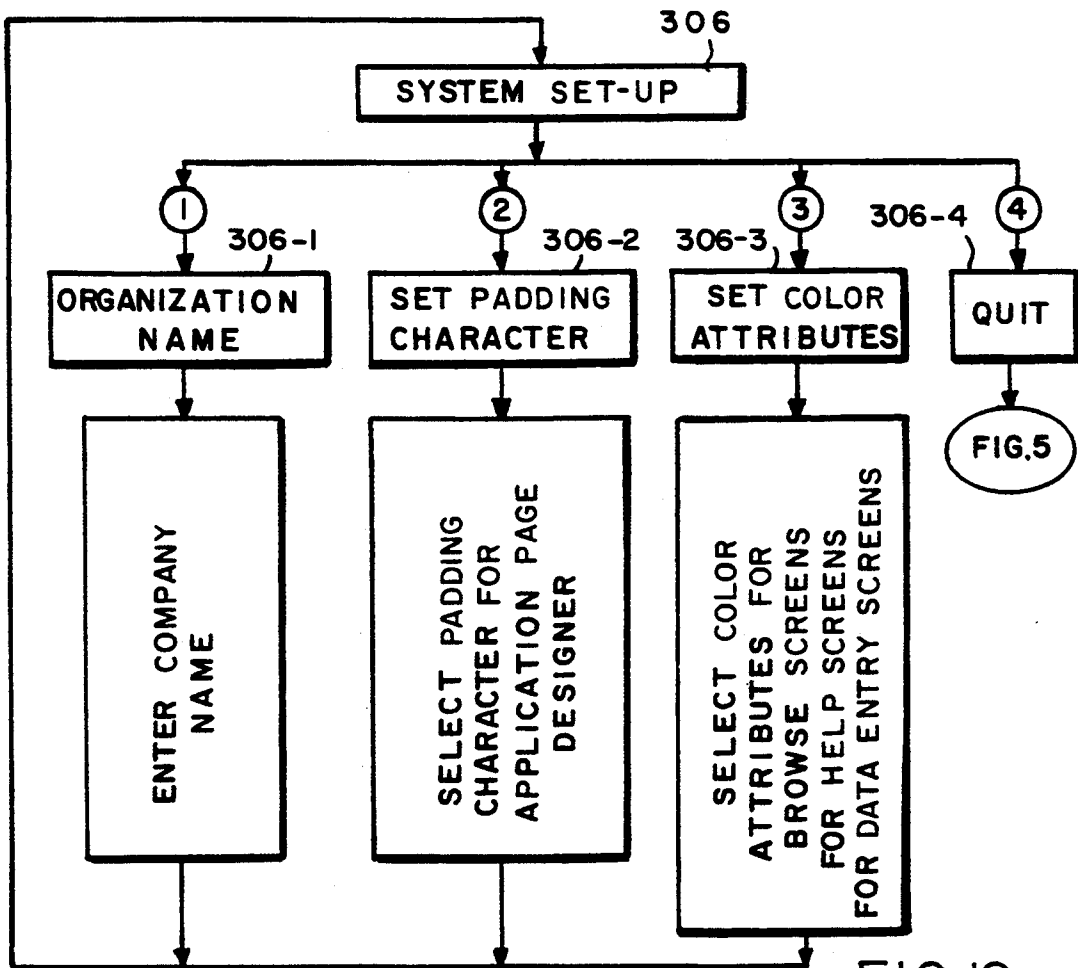 306
SYSTEM SET-UP
1
2
3
4
306-1
306-2
306-3
306-4
ORGANIZATION
NAME
SET PADDING
CHARACTER
SET COLOR
ATTRIBUTES
QUIT
FIG.5
ENTER COMPANY
NAME
SELECT PADDING
CHARACTER FOR
APPLICATION PAGE
DESIGNER
SELECT COLOR
ATTRIBUTES FOR
BROWSE SCREENS
FOR HELP SCREENS
FOR DATA ENTRY SCREENS